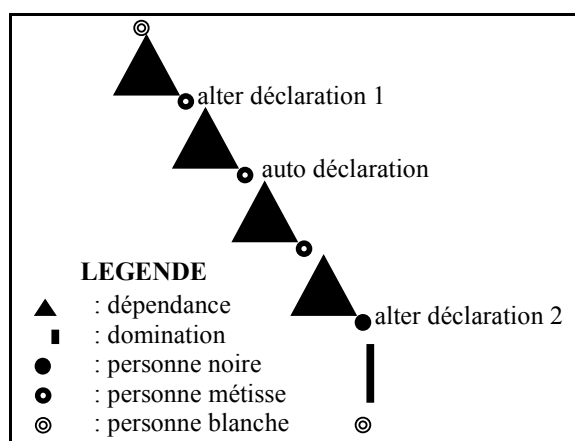 alter déclaration 1
auto déclaration
LEGENDE
: dépendance
alter déclaration 2
: domination
: personne noire
: personne métisse
: personne blanche